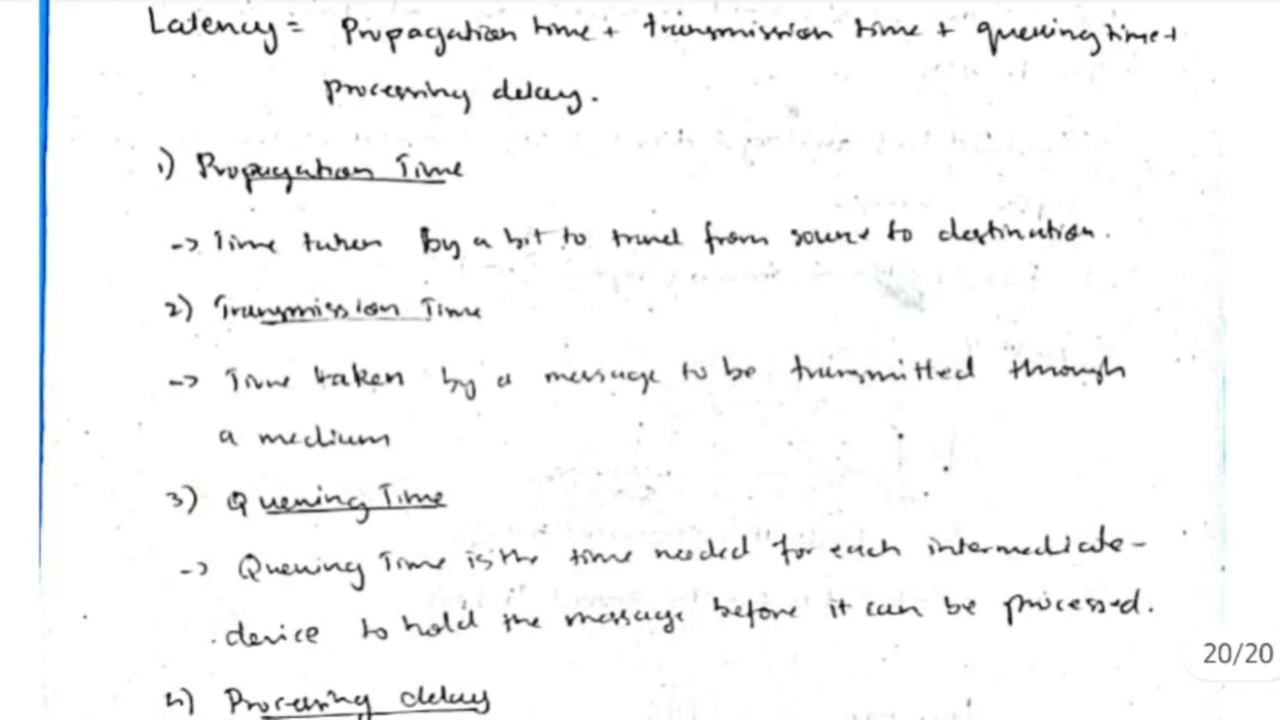 Latency = Propagation time + transmission time + queuing time +
processing delay.
1) Propagation Time
-> Time taken by a bit to travel from source to destination.
2) Transmission Time
-> Time taken by a message to be transmitted through
a medium
3) Queuing Time
-> Queuing Time is the time needed for each intermediate-
device to hold the message before it can be processed.
4) Processing delay
20/20